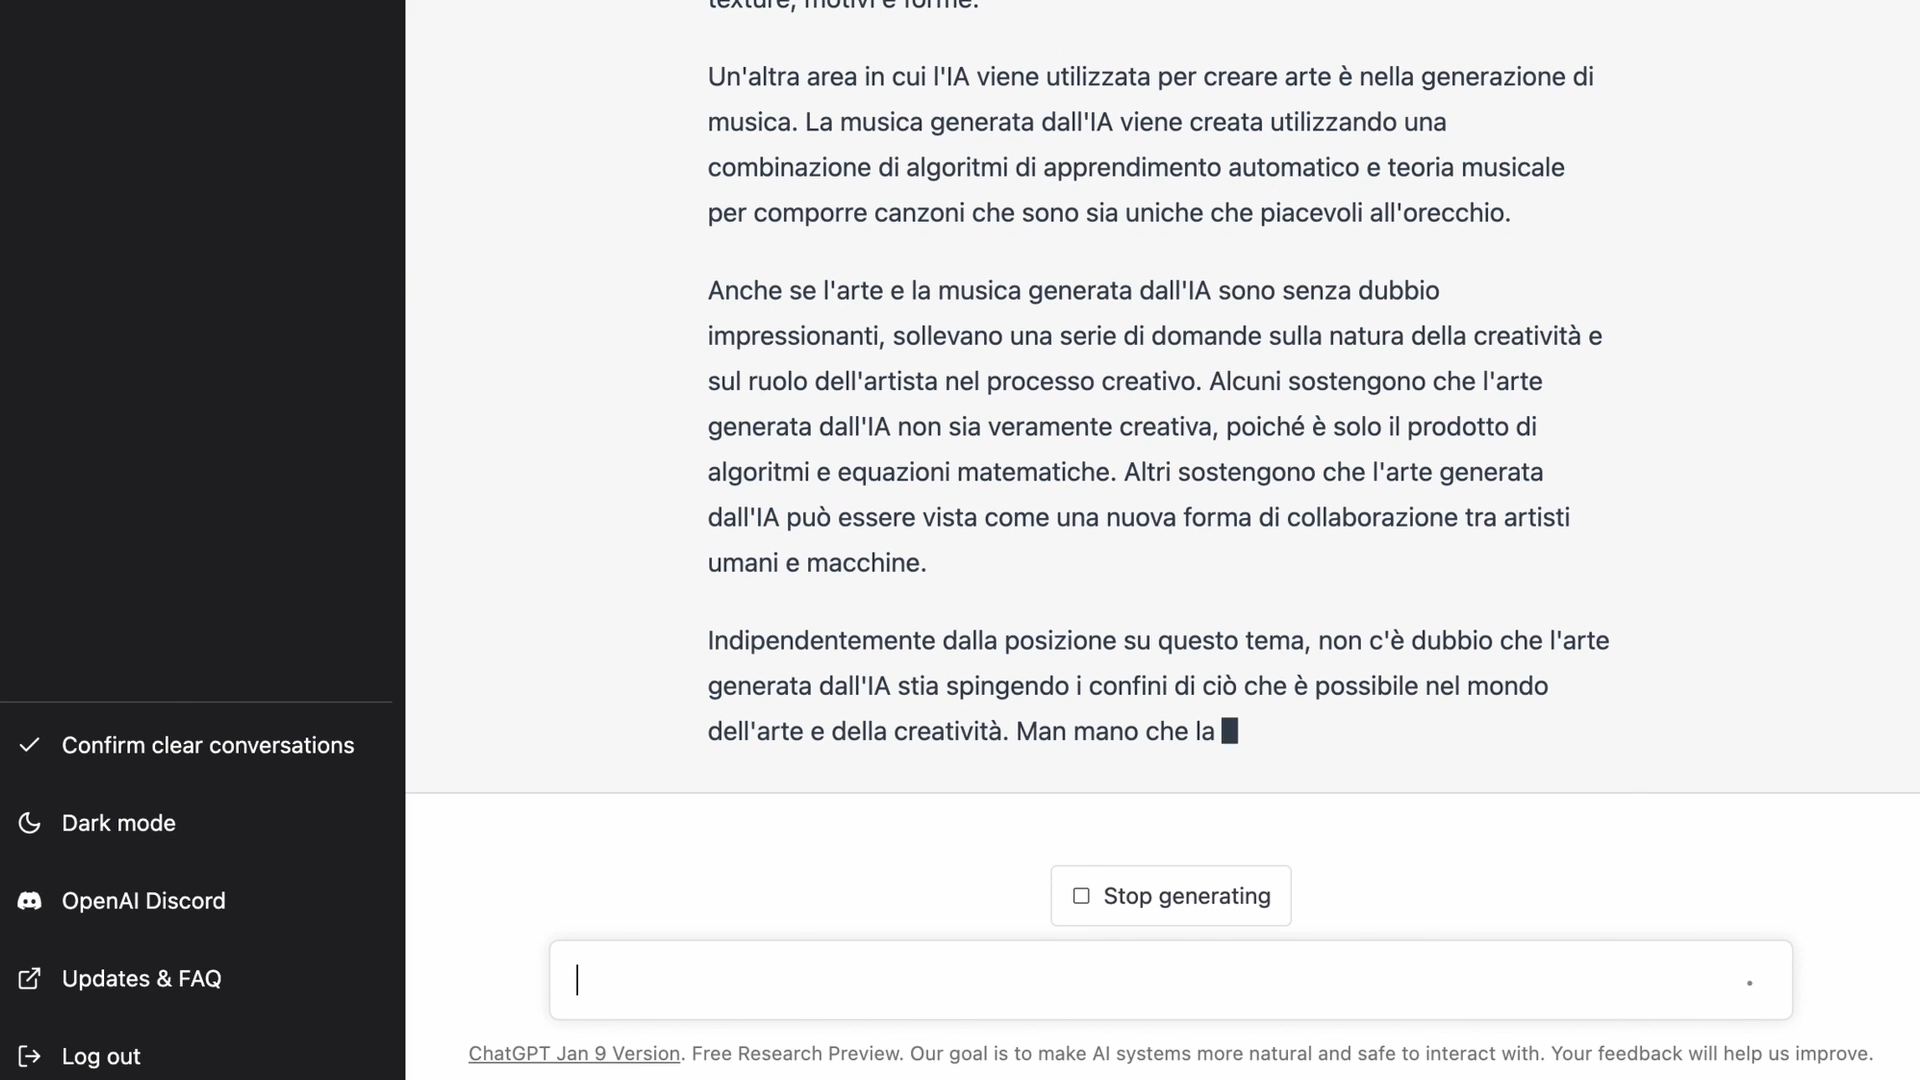 texture, motivi e forme.
Un'altra area in cui l'IA viene utilizzata per creare arte è nella generazione di
musica. La musica generata dall'IA viene creata utilizzando una
combinazione di algoritmi di apprendimento automatico e teoria musicale
per comporre canzoni che sono sia uniche che piacevoli all'orecchio.
Anche se l'arte e la musica generata dall'IA sono senza dubbio
impressionanti, sollevano una serie di domande sulla natura della creatività e
sul ruolo dell'artista nel processo creativo. Alcuni sostengono che l'arte
generata dall'IA non sia veramente creativa, poiché è solo il prodotto di
algoritmi e equazioni matematiche. Altri sostengono che l'arte generata
dall'IA può essere vista come una nuova forma di collaborazione tra artisti
umani e macchine.
Indipendentemente dalla posizione su questo tema, non c'è dubbio che l'arte
generata dall'IA stia spingendo i confini di ciò che è possibile nel mondo
dell'arte e della creatività. Man mano che la
Confirm clear conversations
Dark mode
OpenAI Discord
Updates & FAQ
Log out
Stop generating
ChatGPT Jan 9 Version. Free Research Preview. Our goal is to make AI systems more natural and safe to interact with. Your feedback will help us improve.